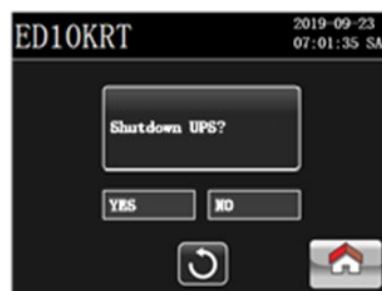 ED10KRT
2019-09-23
07:01:35 SA
Shutdown UPS?
YES NO